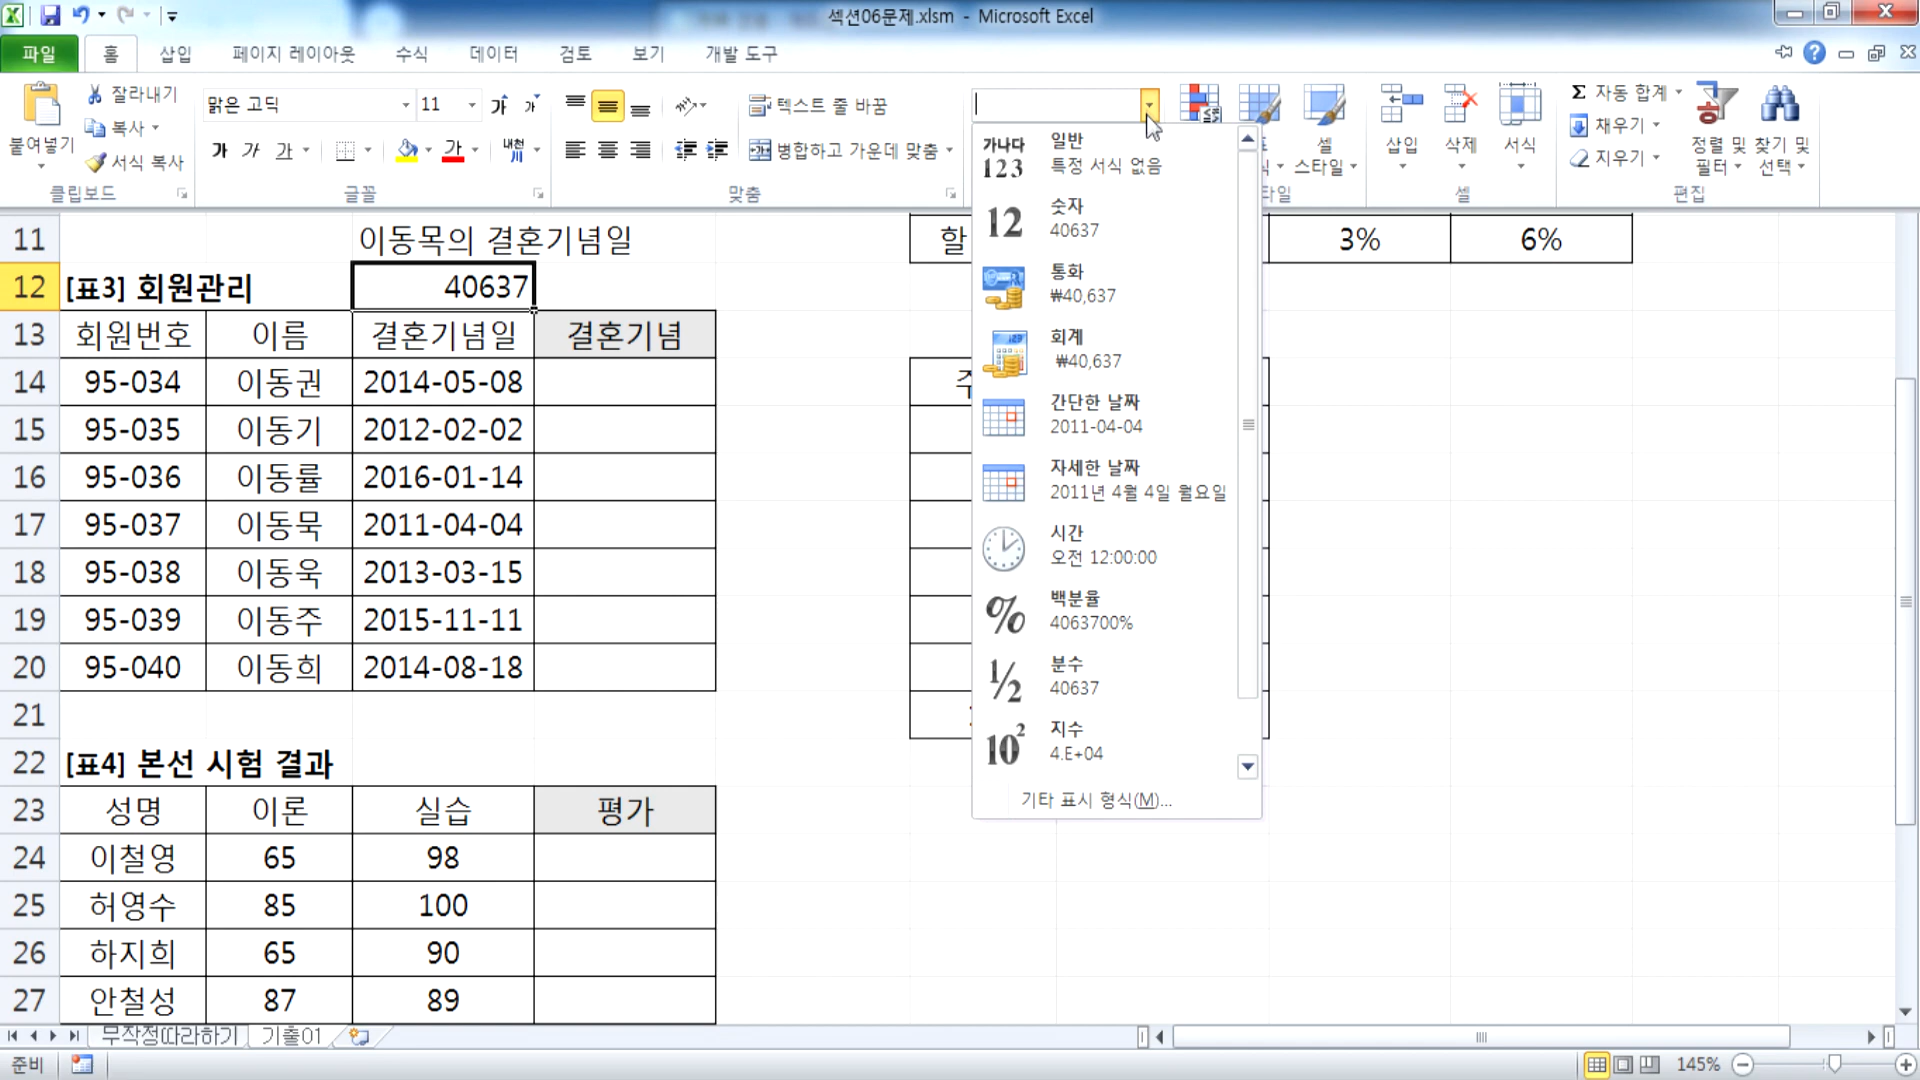 섹션06문제.xlsm - Microsoft Excel
파일 홈 삽입 페이지 레이아웃 수식 데이터 검토 보기 개발 도구
붙여넣기
잘라내기
복사
서식 복사
클립보드
맑은 고딕 11
가 가 가 가
내천
글꼴
텍스트 줄 바꿈
병합하고 가운데 맞춤
맞춤
셀
스타일
삽입 삭제 서식
셀
Σ 자동 합계
채우기
지우기
정렬 및
필터
찾기 및
선택
편집
가나다
123
일반
특정 서식 없음
12
숫자
40637
통화
₩40,637
회계
₩40,637
간단한 날짜
2011-04-04
자세한 날짜
2011년 4월 4일 월요일
시간
오전 12:00:00
%
백분율
4063700%
½
분수
40637
10²
지수
4.E+04
기타 표시 형식(M)...
11 이동목의 결혼기념일 할 3% 6%
12 [표3] 회원관리 40637
13 회원번호 이름 결혼기념일 결혼기념
14 95-034 이동권 2014-05-08
15 95-035 이동기 2012-02-02
16 95-036 이동률 2016-01-14
17 95-037 이동묵 2011-04-04
18 95-038 이동욱 2013-03-15
19 95-039 이동주 2015-11-11
20 95-040 이동희 2014-08-18
21
22 [표4] 본선 시험 결과
23 성명 이론 실습 평가
24 이철영 65 98
25 허영수 85 100
26 하지희 65 90
27 안철성 87 89
무작정따라하기 기출01
준비 145%